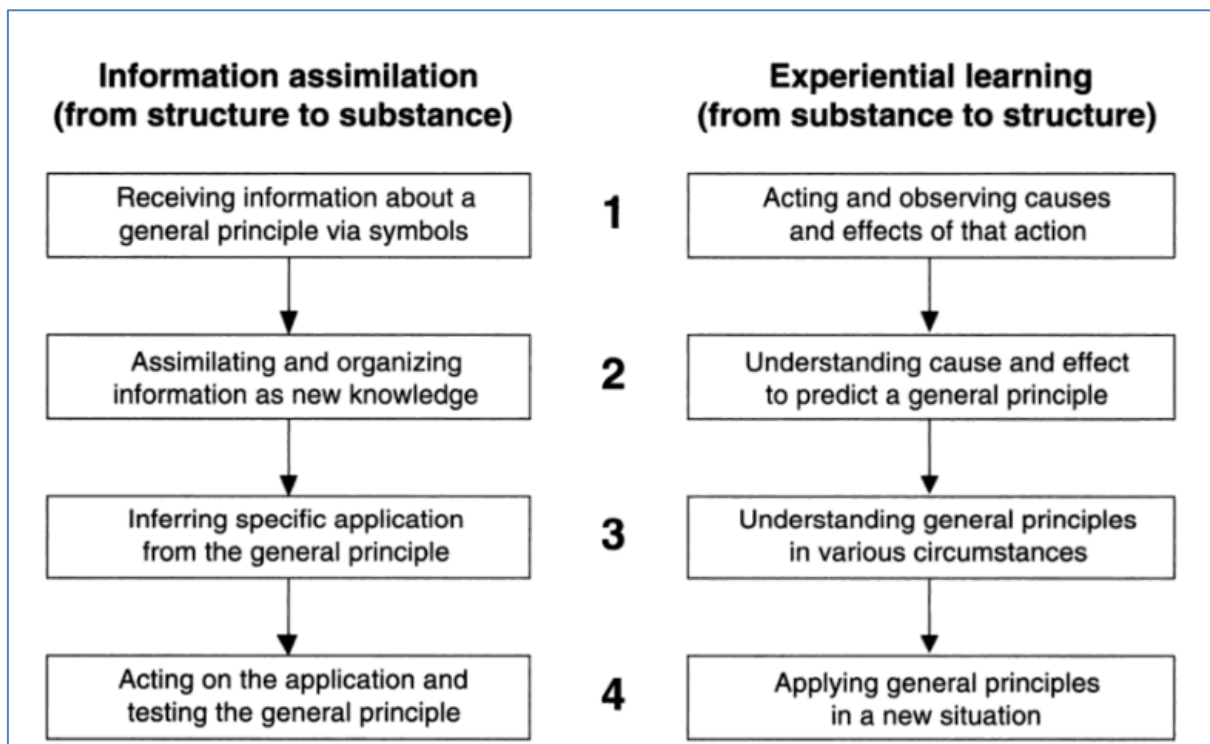 Information assimilation
(from structure to substance)
Experiential learning
(from substance to structure)
Receiving information about a
general principle via symbols
1
Acting and observing causes
and effects of that action
Assimilating and organizing
information as new knowledge
2
Understanding cause and effect
to predict a general principle
Inferring specific application
from the general principle
3
Understanding general principles
in various circumstances
Acting on the application and
testing the general principle
4
Applying general principles
in a new situation